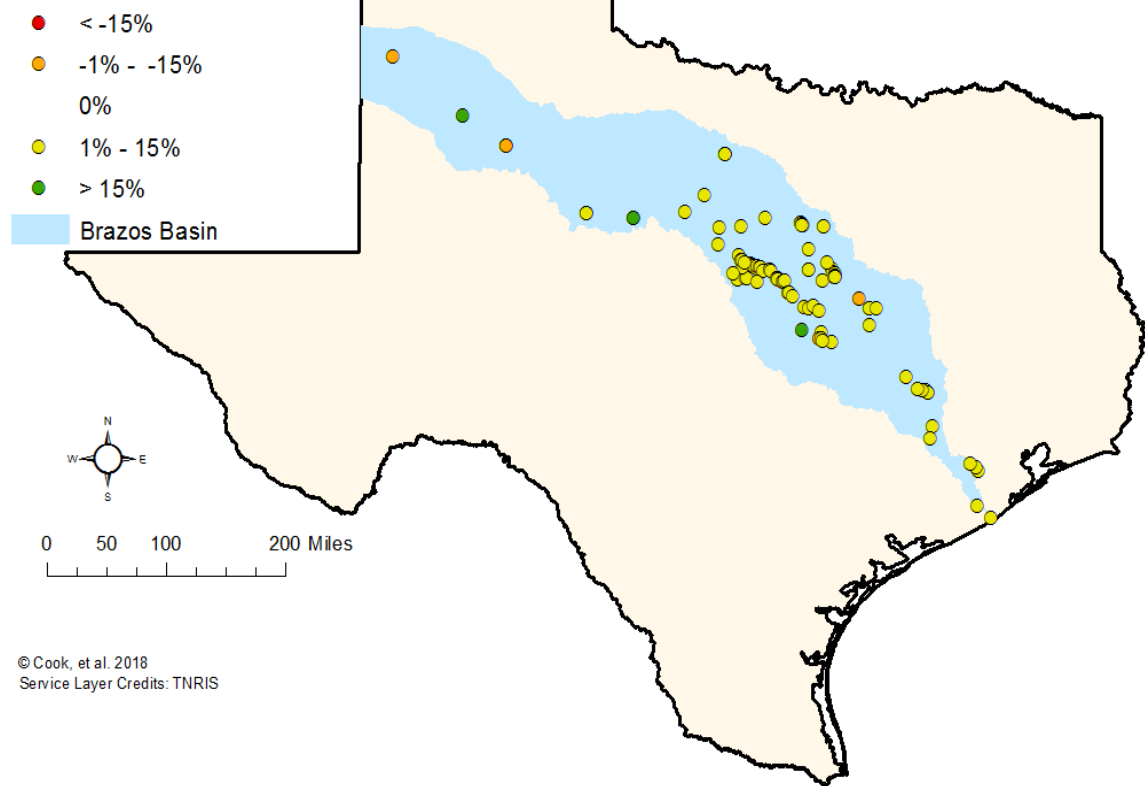 < -15%
-1% - -15%
0%
1% - 15%
> 15%
Brazos Basin
N
W E
S
0 50 100 200 Miles
© Cook, et al. 2018
Service Layer Credits: TNRIS